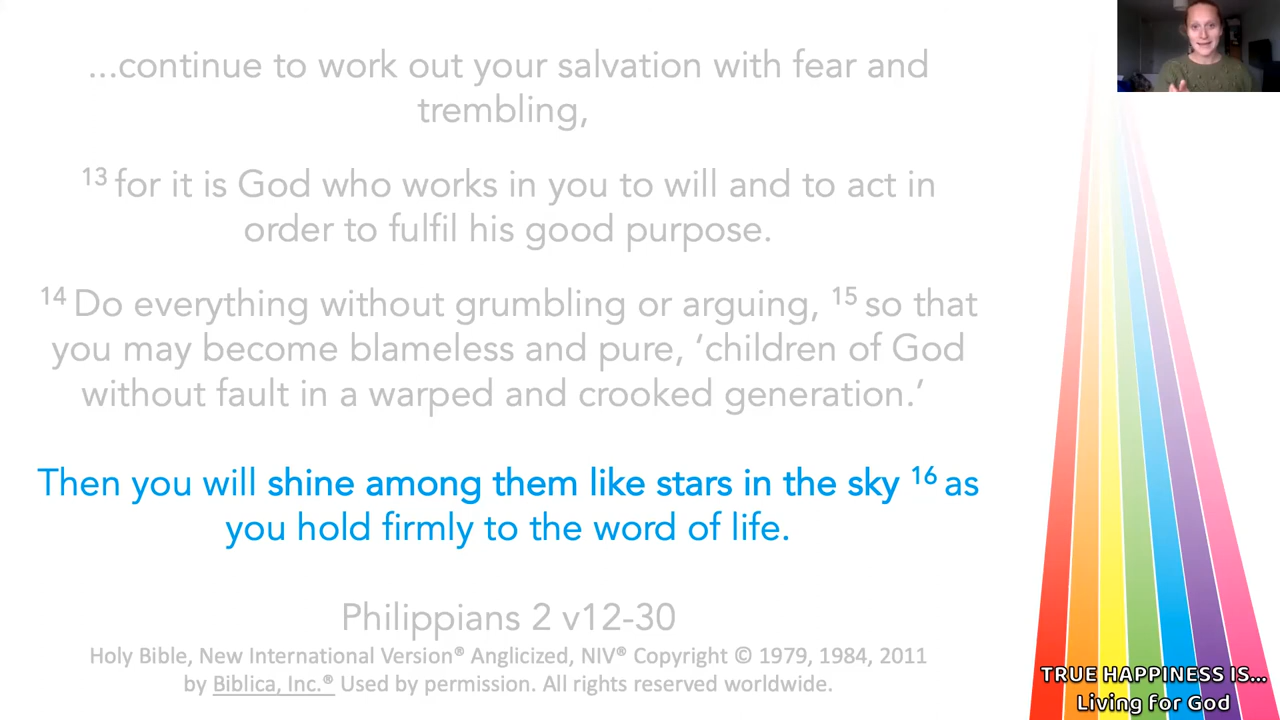 ...continue to work out your salvation with fear and
trembling,
13 for it is God who works in you to will and to act in
order to fulfil his good purpose.
14 Do everything without grumbling or arguing, 15 so that
you may become blameless and pure, ‘children of God
without fault in a warped and crooked generation.’
Then you will shine among them like stars in the sky 16 as
you hold firmly to the word of life.
Philippians 2 v12-30
Holy Bible, New International Version® Anglicized, NIV® Copyright © 1979, 1984, 2011
by Biblica, Inc.® Used by permission. All rights reserved worldwide.
TRUE HAPPINESS IS...
Living for God